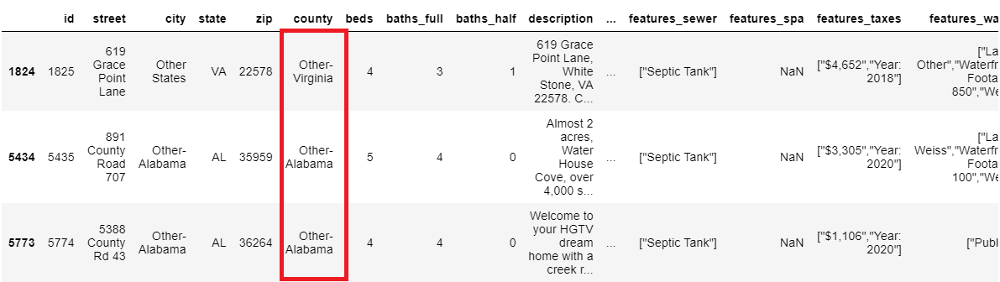 id street city state zip county beds baths_full baths_half description ... features_sewer features_spa features_taxes features_wa
619
Grace
Point
Lane
Other
States
Other-
Virginia
619 Grace
Point Lane,
White
Stone, VA
22578. C...
["$4,652","Year:
2018"]
["La
Other","Waterfr
Foota
850","We
1824 1825 VA 22578 4 3 1 ... ["Septic Tank"] NaN
891
County
Road
707
Other-
Alabama
Other-
Alabama
Almost 2
acres,
Water
House
Cove, over
4,000 s...
["$3,305","Year:
2020"]
["La
Weiss","Waterfr
Foota
100","We
5434 5435 AL 35959 5 4 0 ... ["Septic Tank"] NaN
5388
County
Rd 43
Other-
Alabama
Other-
Alabama
Welcome to
your HGTV
dream
home with a
creek r...
["$1,106","Year:
2020"]
["Publ
5773 5774 AL 36264 4 4 0 ... ["Septic Tank"] NaN